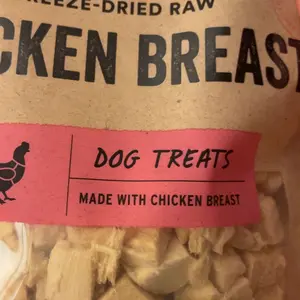 REEZE-DRIED RAW
CKEN BREAST
DOG TREATS
MADE WITH CHICKEN BREAST